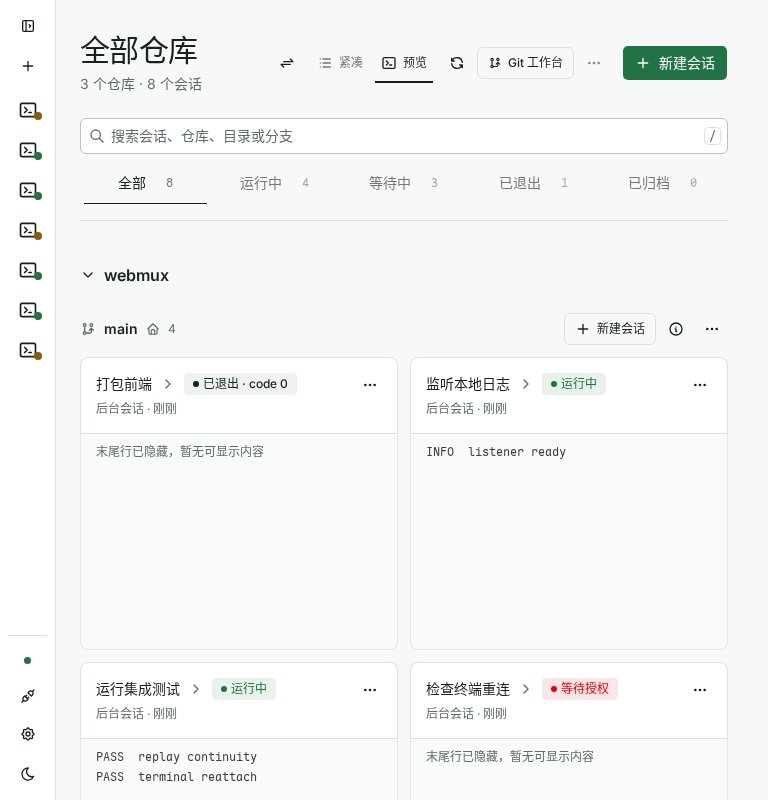 全部仓库
3 个仓库 · 8 个会话
紧凑
预览
Git 工作台
新建会话
搜索会话、仓库、目录或分支
/
全部 8
运行中 4
等待中 3
已退出 1
已归档 0
webmux
main 4
新建会话
打包前端
已退出 · code 0
后台会话 · 刚刚
末尾行已隐藏，暂无可显示内容
监听本地日志
运行中
后台会话 · 刚刚
INFO listener ready
运行集成测试
运行中
后台会话 · 刚刚
PASS replay continuity
PASS terminal reattach
检查终端重连
等待授权
后台会话 · 刚刚
末尾行已隐藏，暂无可显示内容